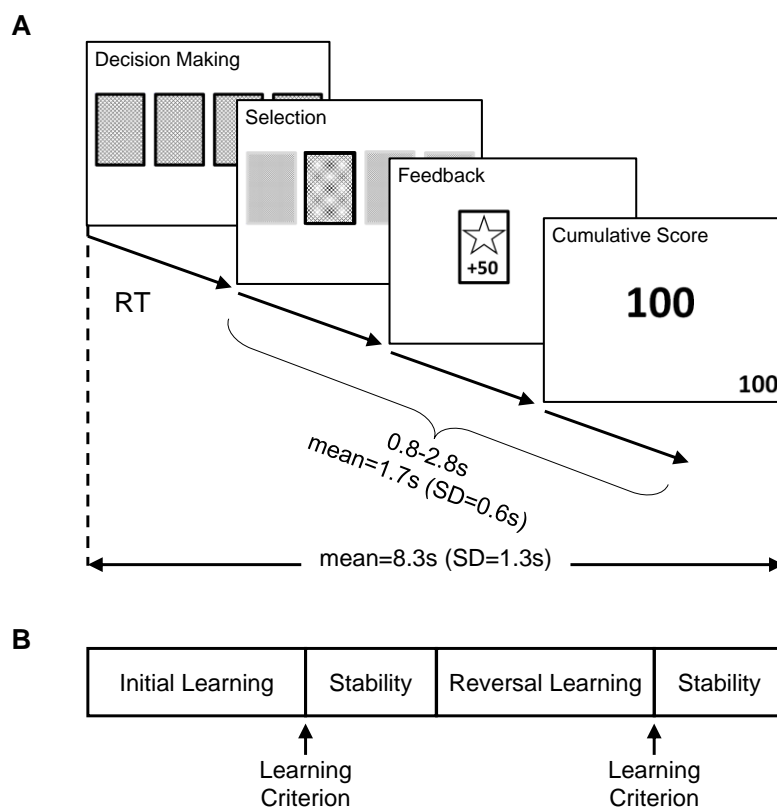 A
Decision Making
Selection
Feedback
+50
Cumulative Score
100
100
RT
0.8-2.8s
mean=1.7s (SD=0.6s)
mean=8.3s (SD=1.3s)
B
Initial Learning
Stability
Reversal Learning
Stability
Learning
Criterion
Learning
Criterion